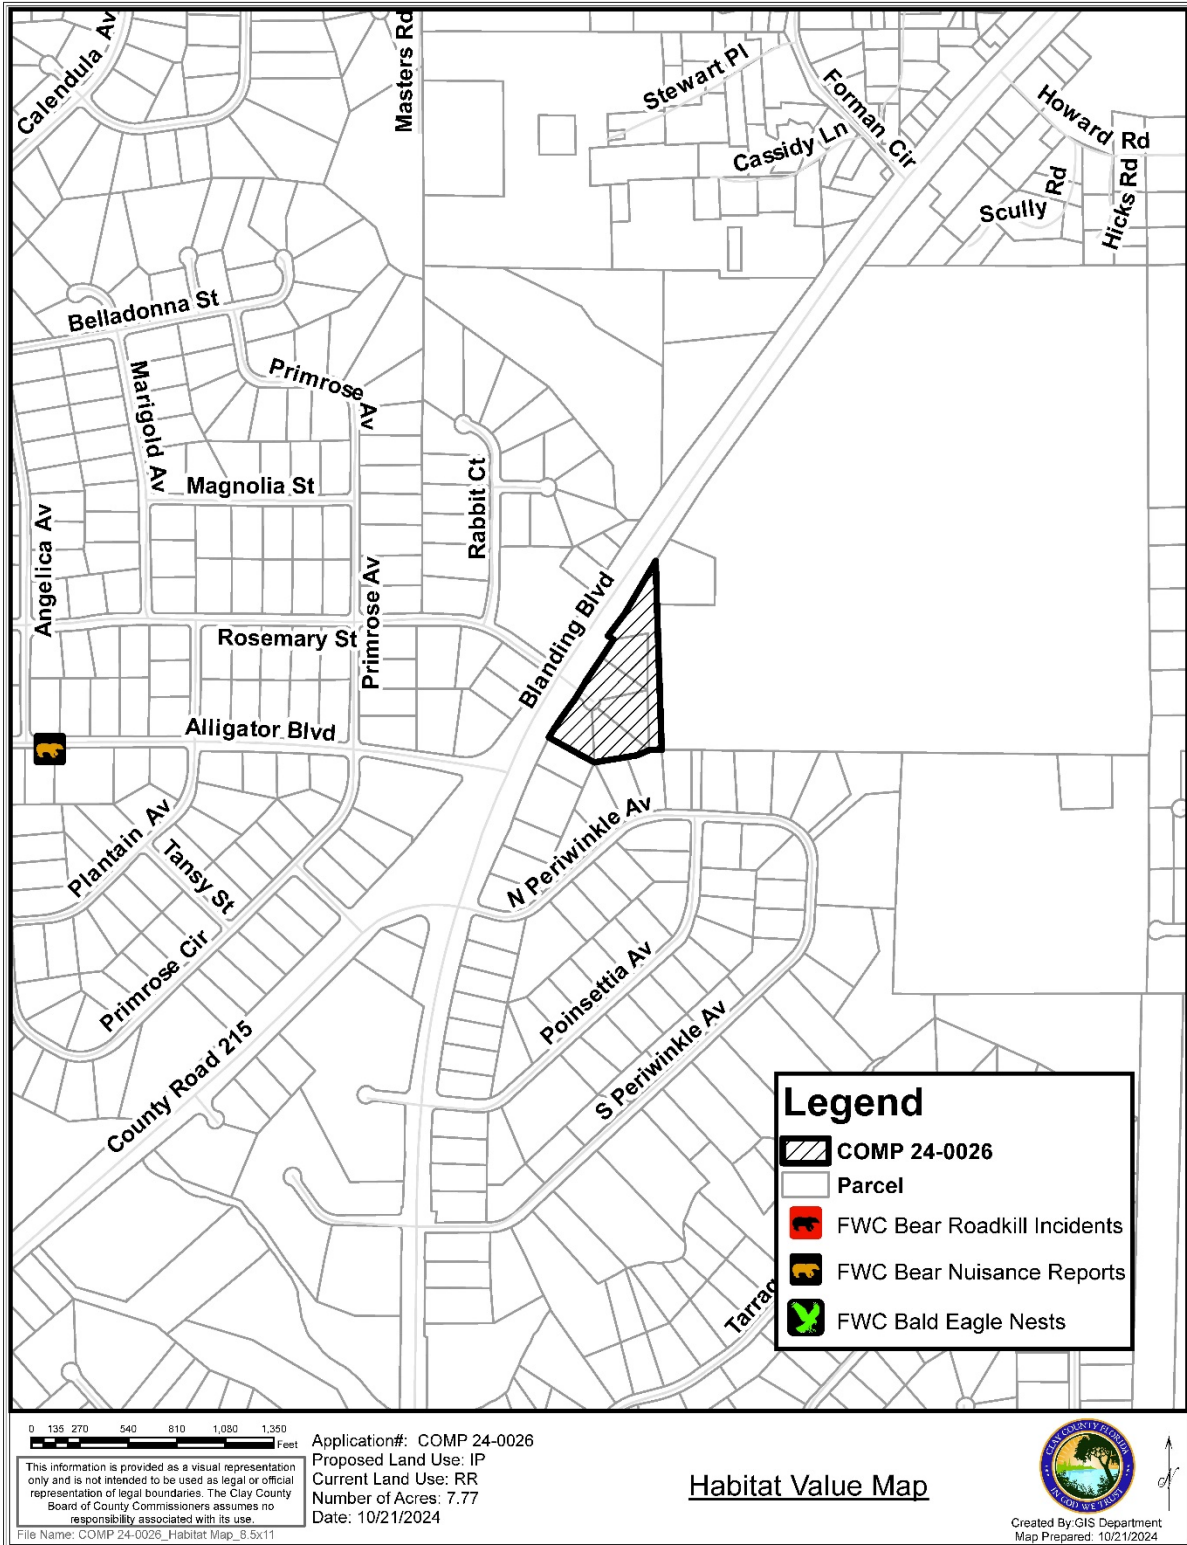 Calendula Av
Masters Rd
Stewart Pl
Forman Cir
Cassidy Ln
Howard Rd
Scully Rd
Hicks Rd
Belladonna St
Primrose Av
Marigold Av
Magnolia St
Rabbit Ct
Angelica Av
Primrose Av
Rosemary St
Blanding Blvd
Alligator Blvd
Plantain Av
Tansy St
N Periwinkle Av
Primrose Cir
Poinsettia Av
S Periwinkle Av
County Road 215
Tarrag
Legend
COMP 24-0026
Parcel
FWC Bear Roadkill Incidents
FWC Bear Nuisance Reports
FWC Bald Eagle Nests
0 135 270 540 810 1,080 1,350
Feet
This information is provided as a visual representation
only and is not intended to be used as legal or official
representation of legal boundaries. The Clay County
Board of County Commissioners assumes no
responsibility associated with its use.
File Name: COMP 24-0026_Habitat Map_8.5x11
Application#: COMP 24-0026
Proposed Land Use: IP
Current Land Use: RR
Number of Acres: 7.77
Date: 10/21/2024
Habitat Value Map
CLAY COUNTY FLORIDA
IN GOD WE TRUST
N
Created By:GIS Department
Map Prepared: 10/21/2024